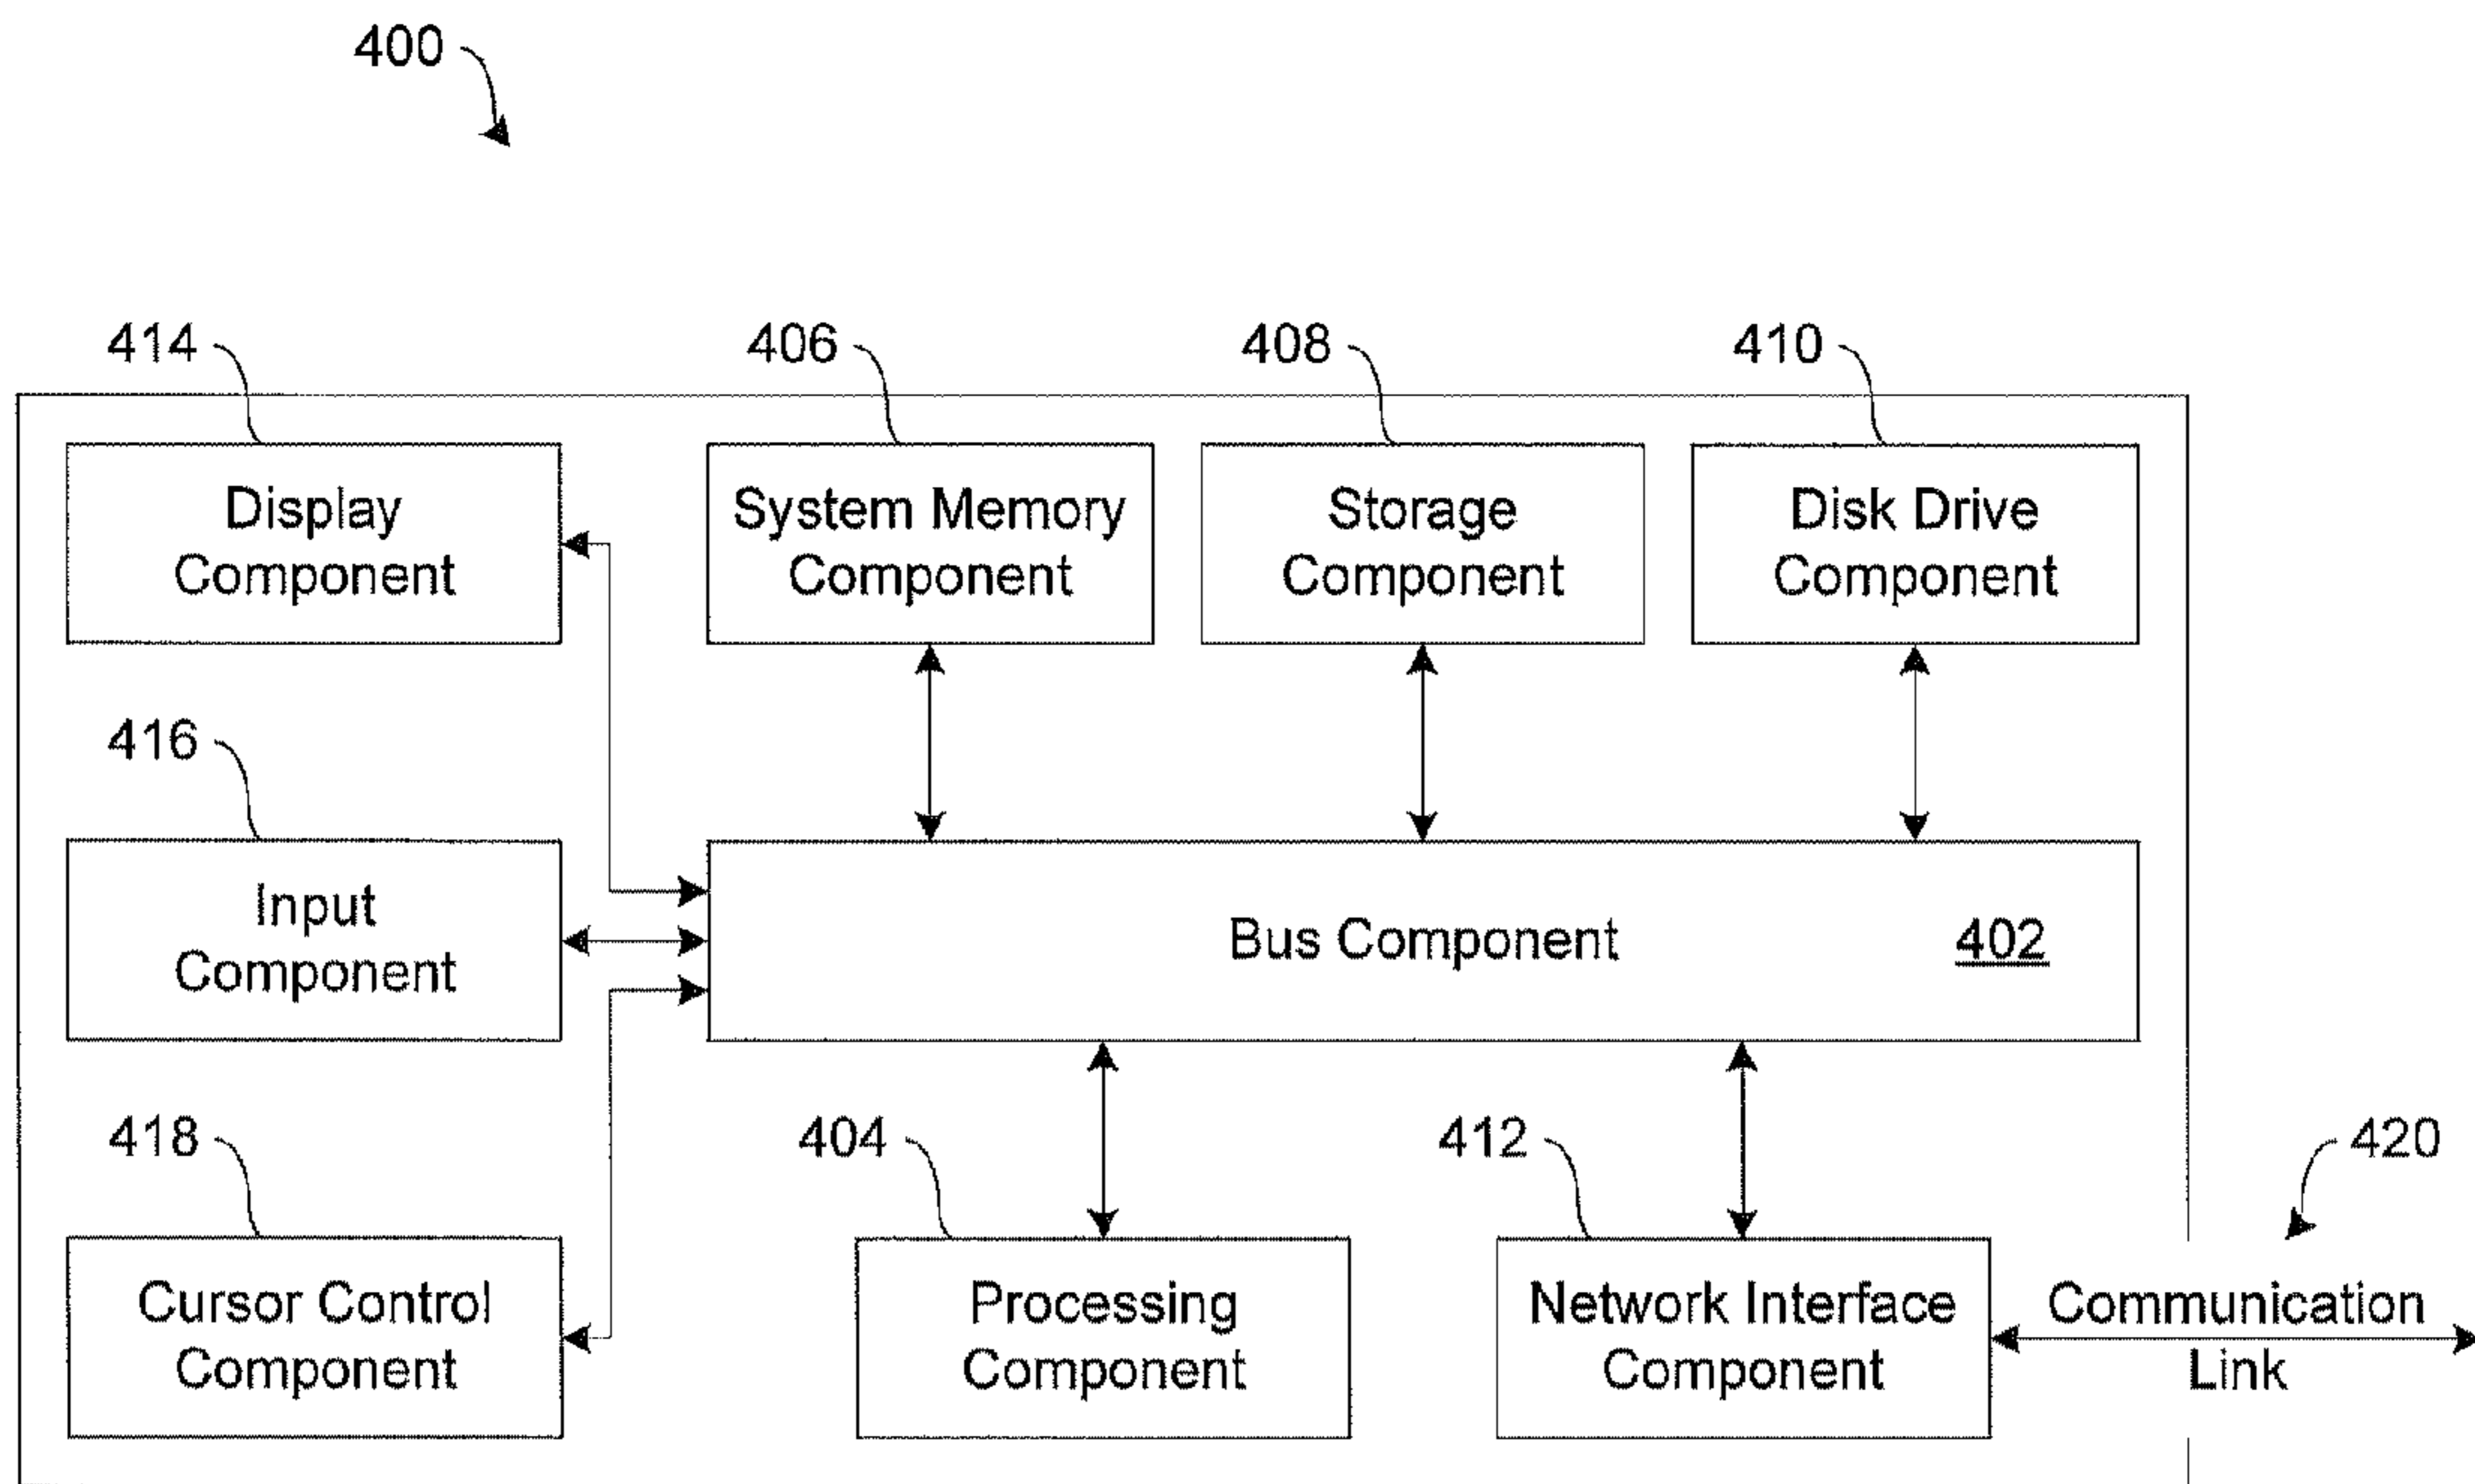 400
414
406
408
410
Display
Component
System Memory
Component
Storage
Component
Disk Drive
Component
416
Input
Component
Bus Component
402
418
404
412
420
Cursor Control
Component
Processing
Component
Network Interface
Component
Communication
Link